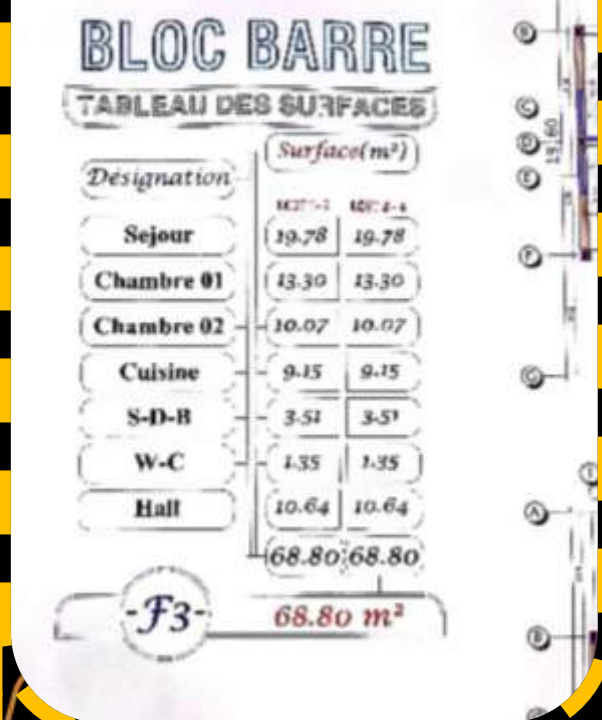 BLOC BARRE
TABLEAU DES SURFACES
Surface(m²)
Désignation
Sejour 19.78 19.78
Chambre 01 13.30 13.30
Chambre 02 10.07 10.07
Cuisine 9.15 9.15
S-D-B 3.51 3.51
W-C 1.35 1.35
Hall 10.64 10.64
68.80 68.80
-F3- 68.80 m²
C
D
E
F
G
19.60
A
B